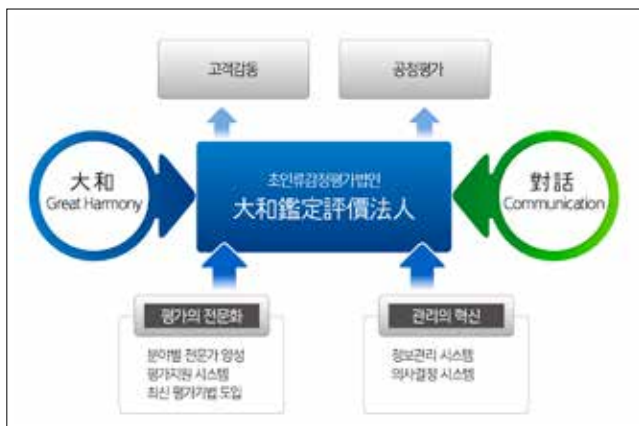 고객감동
공정평가
大和
Great Harmony
초인류감정평가법인
大和鑑定評價法人
對話
Communication
평가의 전문화
분야별 전문가 양성
평가지원 시스템
최신 평가기법 도입
관리의 혁신
정보관리 시스템
의사결정 시스템